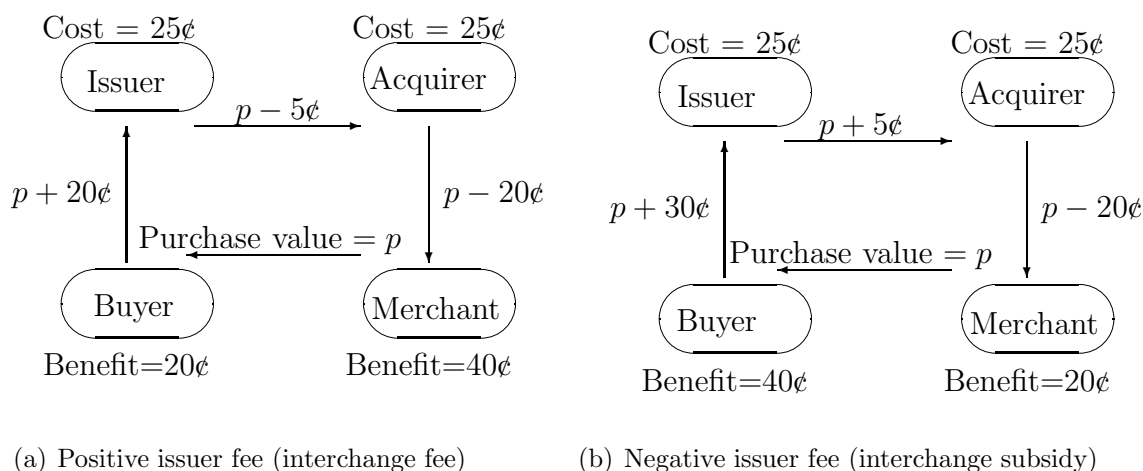 Cost = 25¢
Cost = 25¢
Issuer
Acquirer
p − 5¢
p + 20¢
p − 20¢
Purchase value = p
Buyer
Merchant
Benefit=20¢
Benefit=40¢
(a) Positive issuer fee (interchange fee)
Cost = 25¢
Cost = 25¢
Issuer
Acquirer
p + 5¢
p + 30¢
p − 20¢
Purchase value = p
Buyer
Merchant
Benefit=40¢
Benefit=20¢
(b) Negative issuer fee (interchange subsidy)